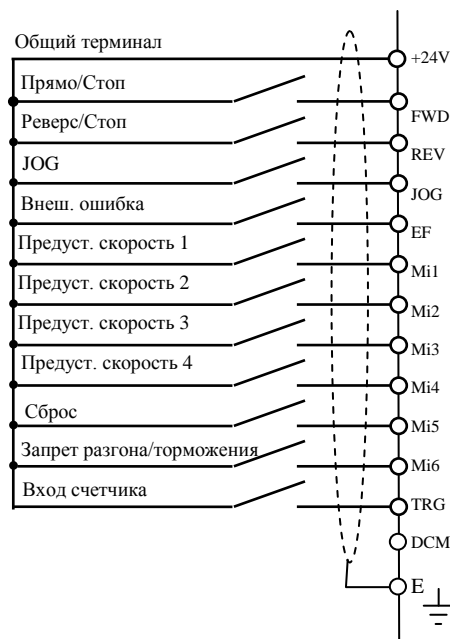 Общий терминал
+24V
Прямо/Стоп
FWD
Реверс/Стоп
REV
JOG
JOG
Внеш. ошибка
EF
Предуст. скорость 1
Mi1
Предуст. скорость 2
Mi2
Предуст. скорость 3
Mi3
Предуст. скорость 4
Mi4
Сброс
Mi5
Запрет разгона/торможения
Mi6
Вход счетчика
TRG
DCM
E